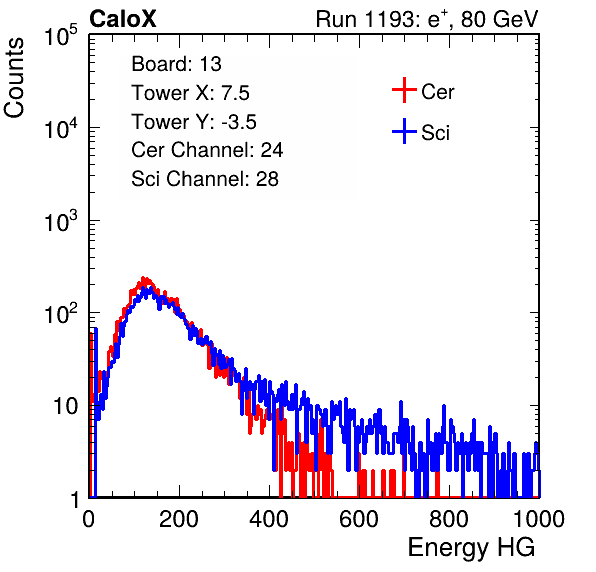 CaloX Run 1193: e⁺, 80 GeV
Counts
Board: 13
Tower X: 7.5
Tower Y: -3.5
Cer Channel: 24
Sci Channel: 28
Cer
Sci
10⁵
10⁴
10³
10²
10
1
0 200 400 600 800 1000
Energy HG